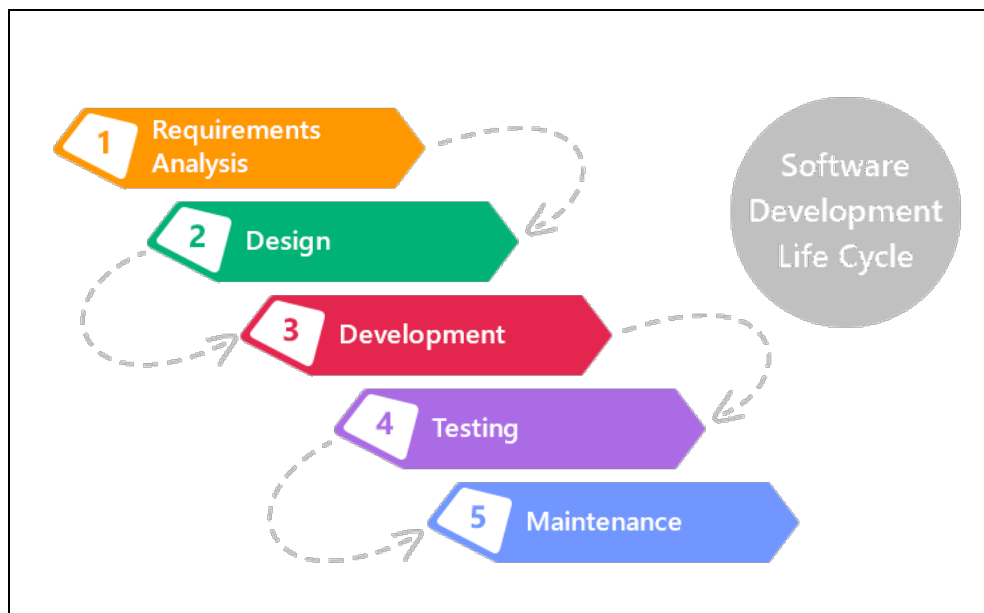 1
Requirements
Analysis
2
Design
3
Development
4
Testing
5
Maintenance
Software
Development
Life Cycle